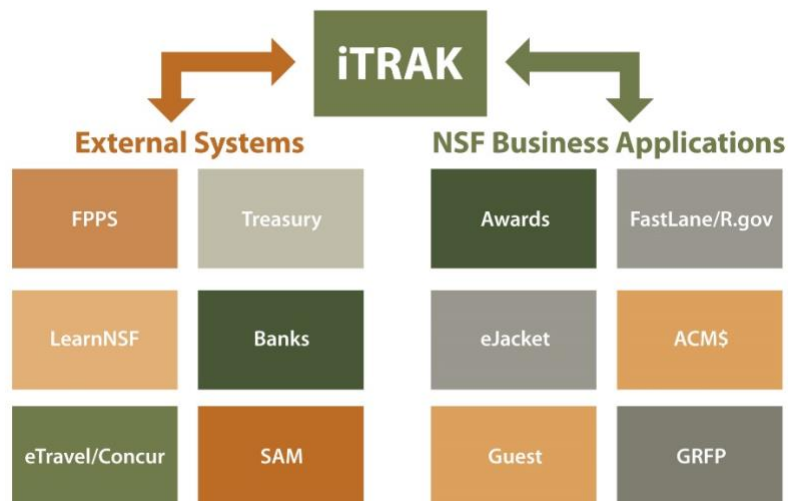 iTRAK
External Systems
NSF Business Applications
FPPS
Treasury
Awards
FastLane/R.gov
LearnNSF
Banks
eJacket
ACM$
eTravel/Concur
SAM
Guest
GRFP